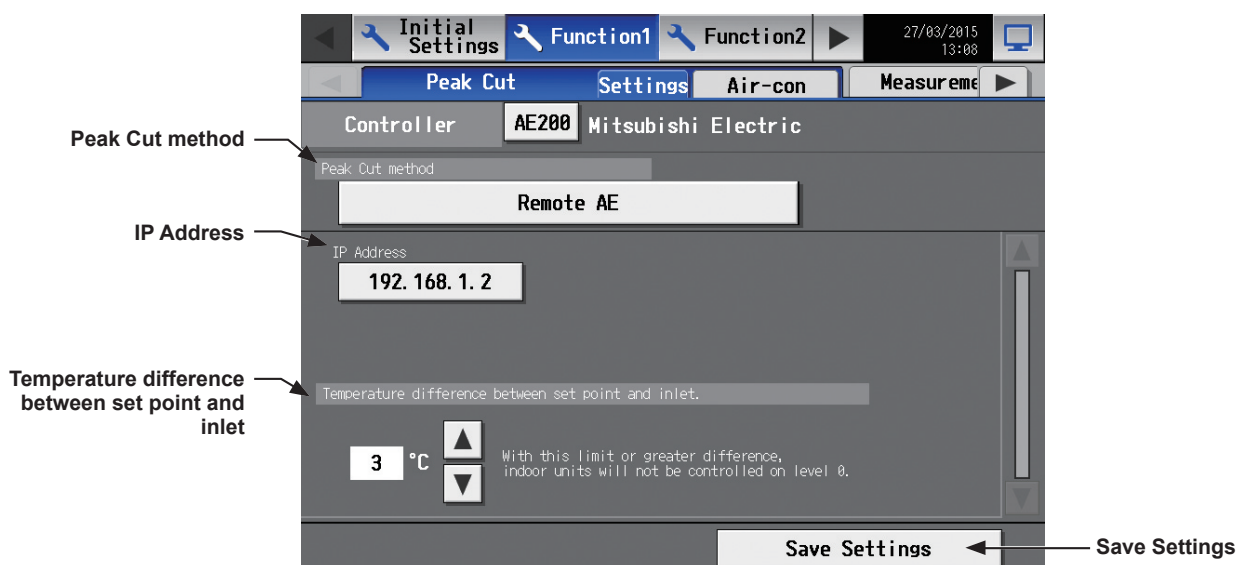 Initial Settings
Function1
Function2
27/03/2015
13:08
Peak Cut
Settings
Air-con
Measureme
Controller
AE200
Mitsubishi Electric
Peak Cut method
Peak Cut method
Remote AE
IP Address
IP Address
192. 168. 1. 2
Temperature difference
between set point and
inlet
Temperature difference between set point and inlet.
3 °C
With this limit or greater difference,
indoor units will not be controlled on level 0.
Save Settings
Save Settings